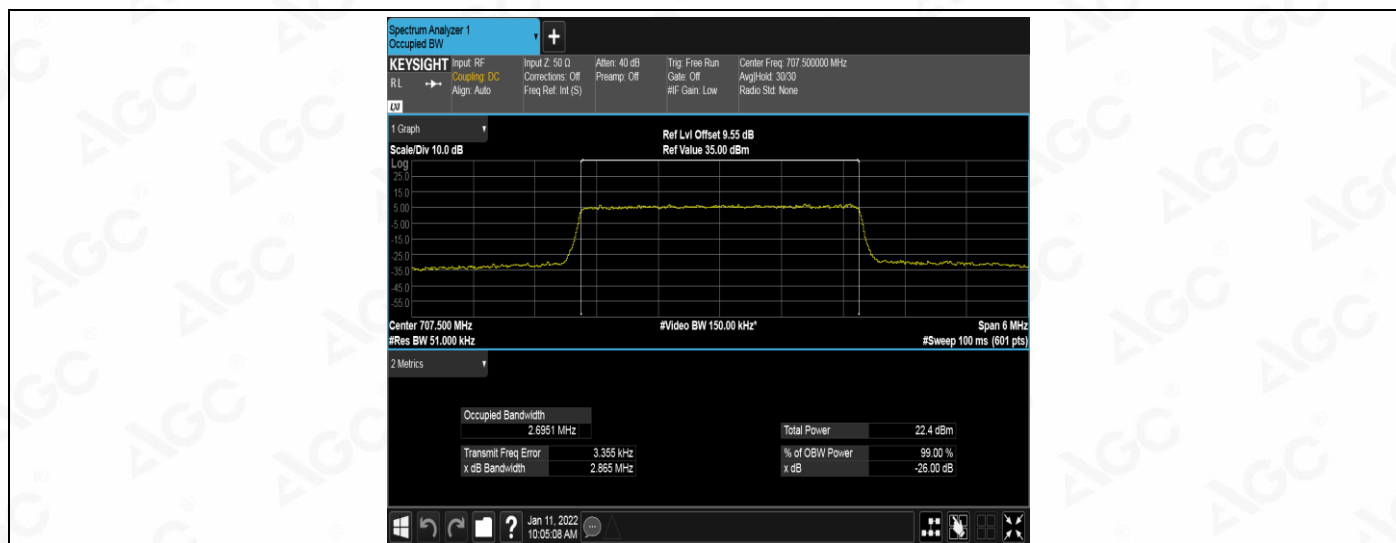 Spectrum Analyzer 1
Occupied BW
KEYSIGHT
RL
LXI
Input: RF
Coupling: DC
Align: Auto
Input Z: 50 Ω
Corrections: Off
Freq Ref: Int (S)
Atten: 40 dB
Preamp: Off
Trig: Free Run
Gate: Off
#IF Gain: Low
Center Freq: 707.500000 MHz
Avg|Hold: 30/30
Radio Std: None
1 Graph
Scale/Div 10.0 dB
Ref Lvl Offset 9.55 dB
Ref Value 35.00 dBm
Log
25.0
15.0
5.00
-5.00
-15.0
-25.0
-35.0
-45.0
-55.0
Center 707.500 MHz
#Res BW 51.000 kHz
#Video BW 150.00 kHz*
Span 6 MHz
#Sweep 100 ms (601 pts)
2 Metrics
Occupied Bandwidth
2.6951 MHz
Transmit Freq Error 3.355 kHz
x dB Bandwidth 2.865 MHz
Total Power 22.4 dBm
% of OBW Power 99.00 %
x dB -26.00 dB
Jan 11, 2022
10:05:08 AM
AGC